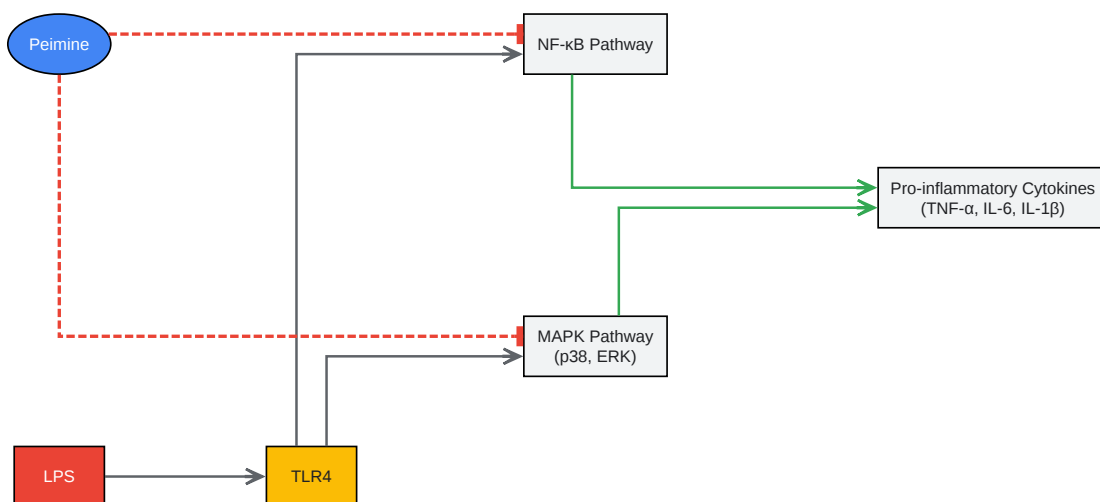 Peimine
NF-κB Pathway
Pro-inflammatory Cytokines
(TNF-α, IL-6, IL-1β)
MAPK Pathway
(p38, ERK)
LPS
TLR4